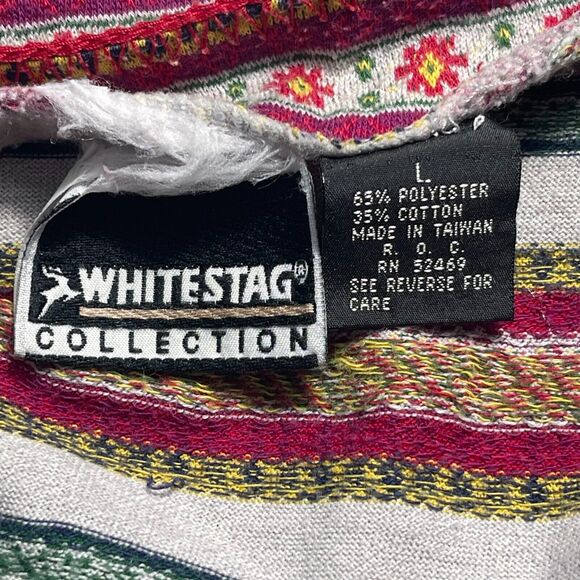 WHITESTAG®
COLLECTION
L
65% POLYESTER
35% COTTON
MADE IN TAIWAN
R. O. C.
RN 52469
SEE REVERSE FOR
CARE